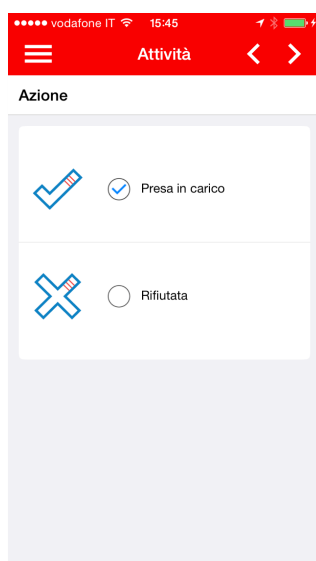 vodafone IT 15:45
Attività
Azione
Presa in carico
Rifiutata